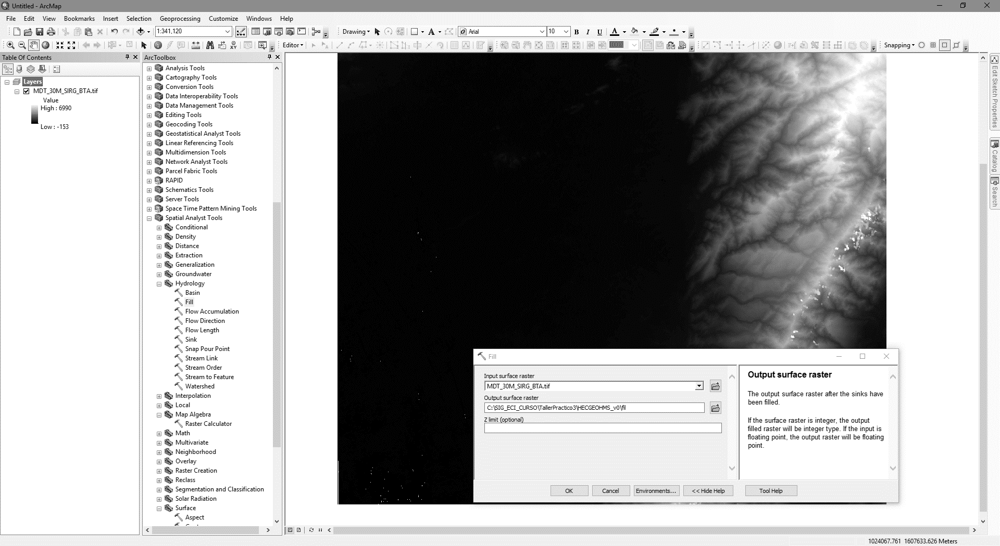 Untitled - ArcMap
File Edit View Bookmarks Insert Selection Geoprocessing Customize Windows Help
1:341,120 Drawing Arial 10 B I U A
Editor 100% Snapping
Table Of Contents
Layers
MDT_30M_SIRG_BTA.tif
Value
High : 6990
Low : -153
ArcToolbox
Analysis Tools
Cartography Tools
Conversion Tools
Data Interoperability Tools
Data Management Tools
Editing Tools
Geocoding Tools
Geostatistical Analyst Tools
Linear Referencing Tools
Multidimension Tools
Network Analyst Tools
Parcel Fabric Tools
RAPID
Schematics Tools
Server Tools
Space Time Pattern Mining Tools
Spatial Analyst Tools
Conditional
Density
Distance
Extraction
Generalization
Groundwater
Hydrology
Basin
Fill
Flow Accumulation
Flow Direction
Flow Length
Sink
Snap Pour Point
Stream Link
Stream Order
Stream to Feature
Watershed
Interpolation
Local
Map Algebra
Raster Calculator
Math
Multivariate
Neighborhood
Overlay
Raster Creation
Reclass
Segmentation and Classification
Solar Radiation
Surface
Aspect
Fill
Input surface raster
MDT_30M_SIRG_BTA.tif
Output surface raster
C:\SIG_ECI_CURSO\TallerPractico3\HECGEOHMS_v0\fil
Z limit (optional)
OK Cancel Environments... << Hide Help Tool Help
Output surface raster
The output surface raster after the sinks have
been filled.
If the surface raster is integer, the output
filled raster will be integer type. If the input is
floating point, the output raster will be floating
point.
Edit Sketch Properties
Catalog
Search
1024067.761 1607633.626 Meters